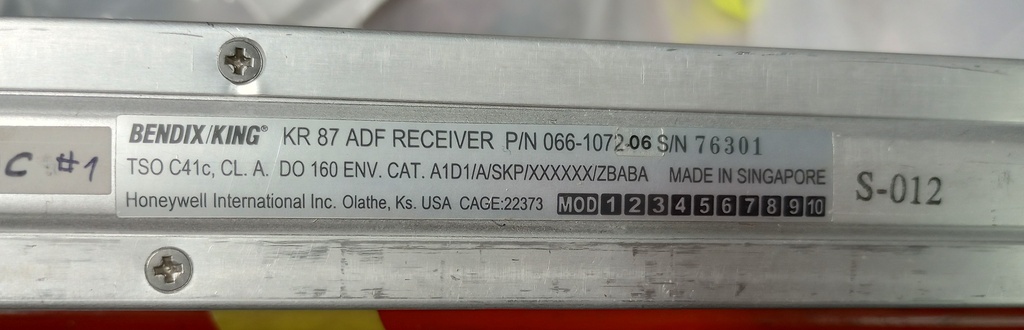 C #1
BENDIX/KING® KR 87 ADF RECEIVER P/N 066-1072-06 S/N 76301
TSO C41c, CL. A. DO 160 ENV. CAT. A1D1/A/SKP/XXXXXX/ZBABA MADE IN SINGAPORE
Honeywell International Inc. Olathe, Ks. USA CAGE:22373 MOD 1 2 3 4 5 6 7 8 9 10
S-012